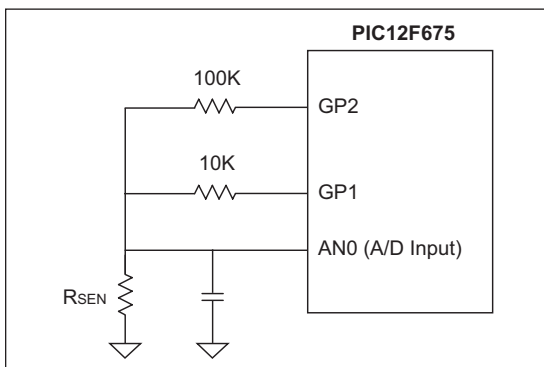 PIC12F675
100K
GP2
10K
GP1
AN0 (A/D Input)
RSEN